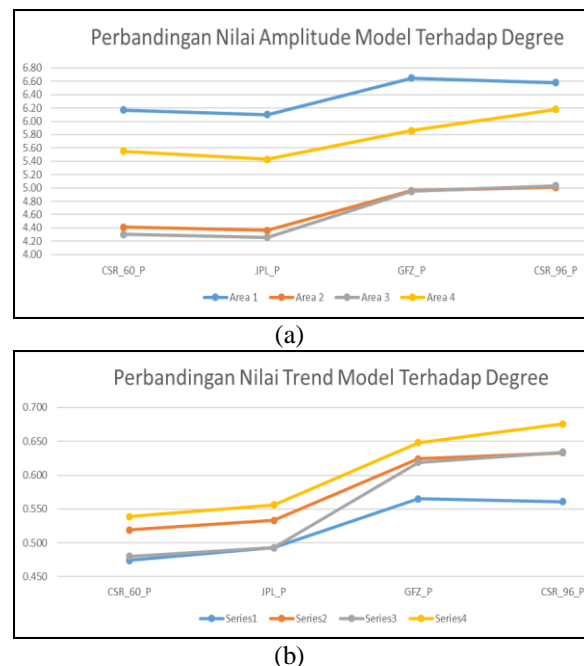 Perbandingan Nilai Amplitude Model Terhadap Degree
6.80
6.60
6.40
6.20
6.00
5.80
5.60
5.40
5.20
5.00
4.80
4.60
4.40
4.20
4.00
CSR_60_P JPL_P GFZ_P CSR_96_P
Area 1 Area 2 Area 3 Area 4
(a)
Perbandingan Nilai Trend Model Terhadap Degree
0.700
0.650
0.600
0.550
0.500
0.450
CSR_60_P JPL_P GFZ_P CSR_96_P
Series1 Series2 Series3 Series4
(b)